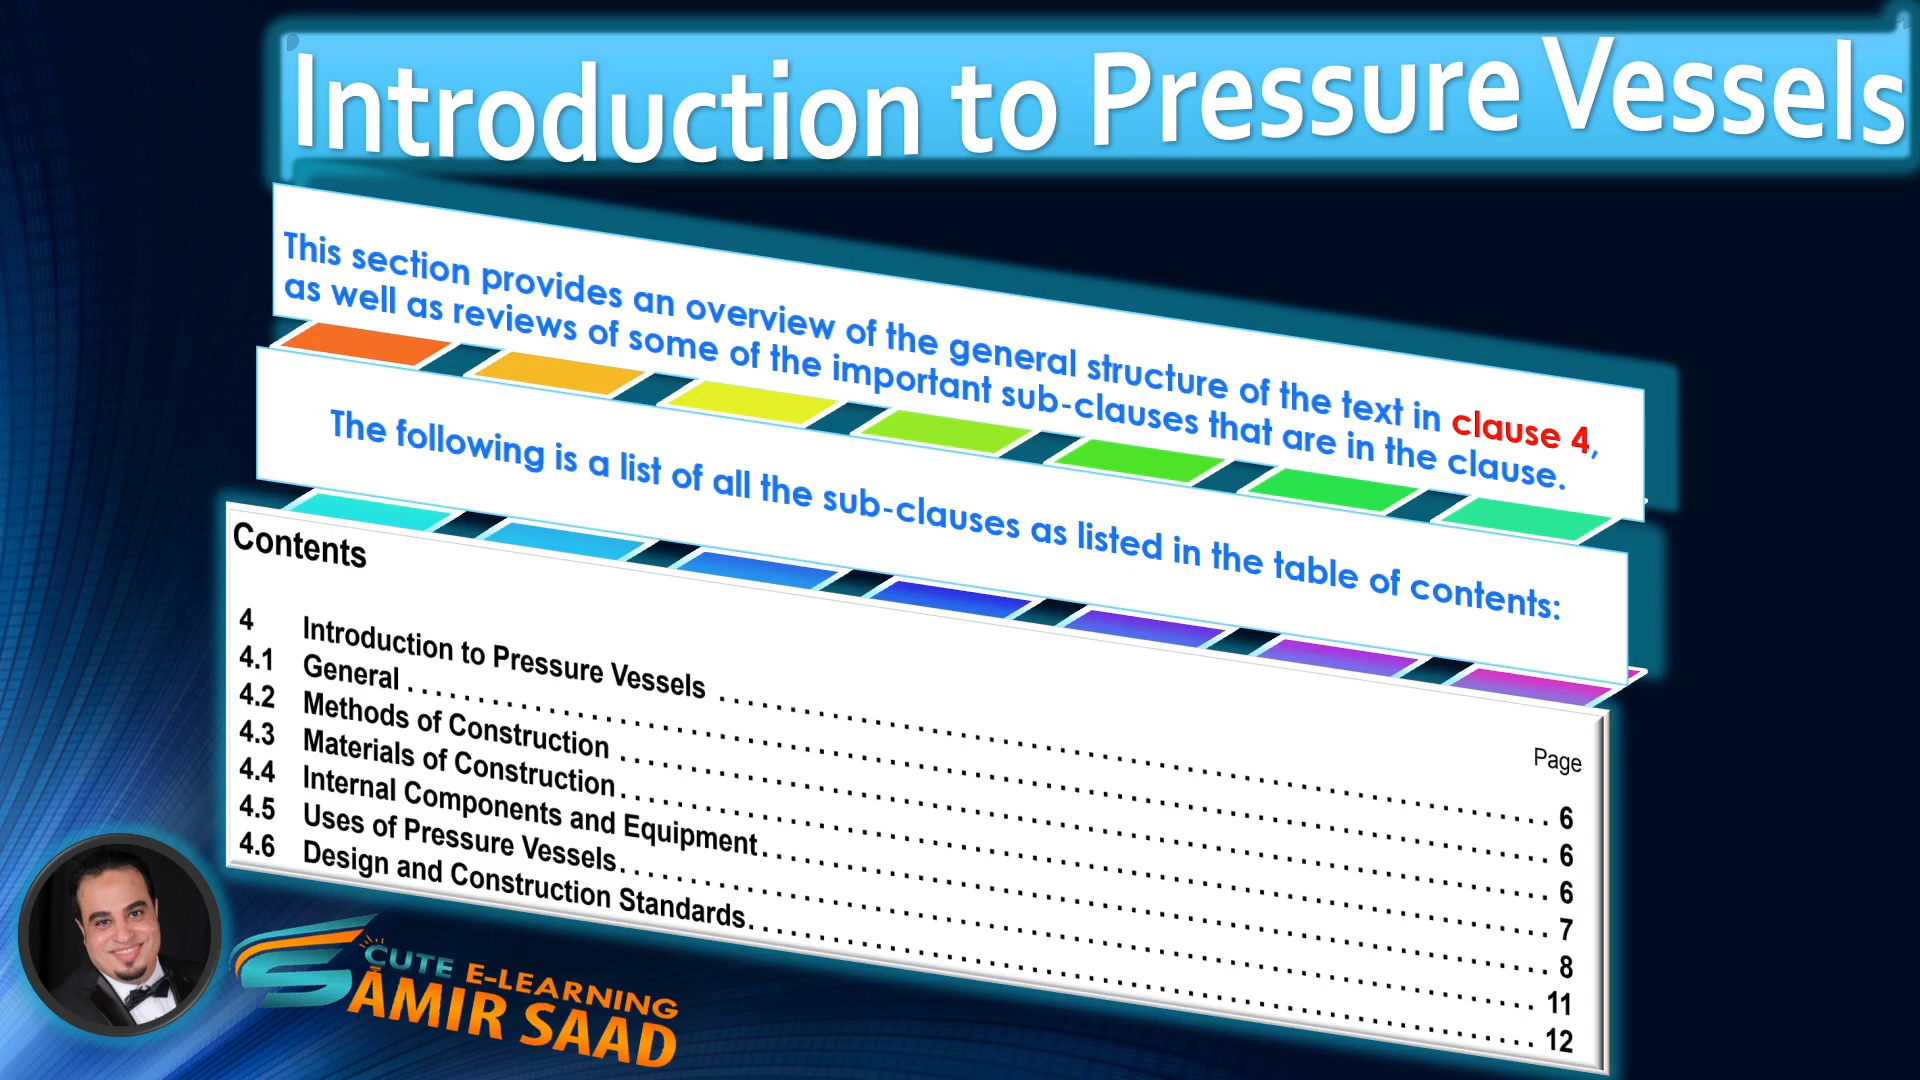 Introduction to Pressure Vessels
This section provides an overview of the general structure of the text in clause 4,
as well as reviews of some of the important sub-clauses that are in the clause.
The following is a list of all the sub-clauses as listed in the table of contents:
Contents
Page
4 Introduction to Pressure Vessels . . . . . . . . . . 6
4.1 General . . . . . . . . . . 6
4.2 Methods of Construction . . . . . . . . . . 6
4.3 Materials of Construction . . . . . . . . . . 7
4.4 Internal Components and Equipment . . . . . . . . . . 8
4.5 Uses of Pressure Vessels . . . . . . . . . . 11
4.6 Design and Construction Standards . . . . . . . . . . 12
CUTE E-LEARNING
SAMIR SAAD